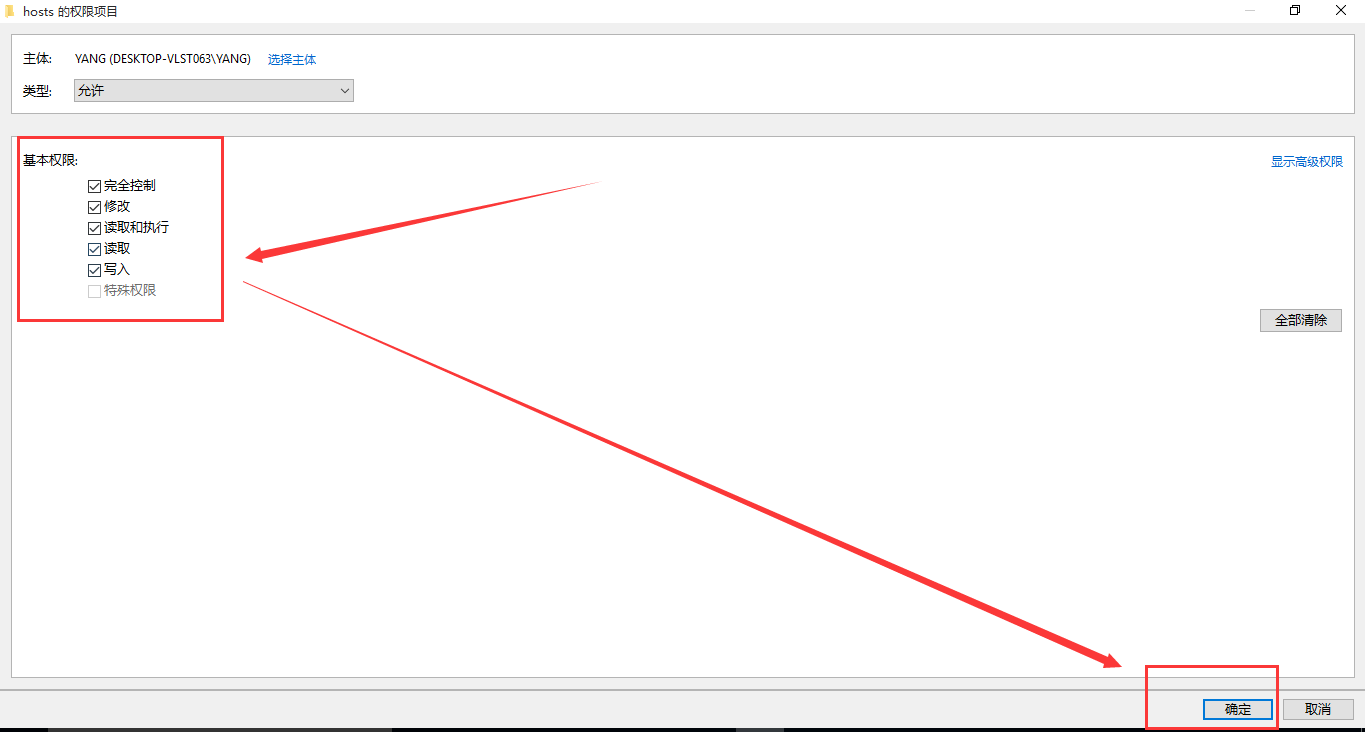 hosts 的权限项目
主体: YANG (DESKTOP-VLST063\YANG) 选择主体
类型: 允许
基本权限: 显示高级权限
完全控制
修改
读取和执行
读取
写入
特殊权限
全部清除
确定 取消